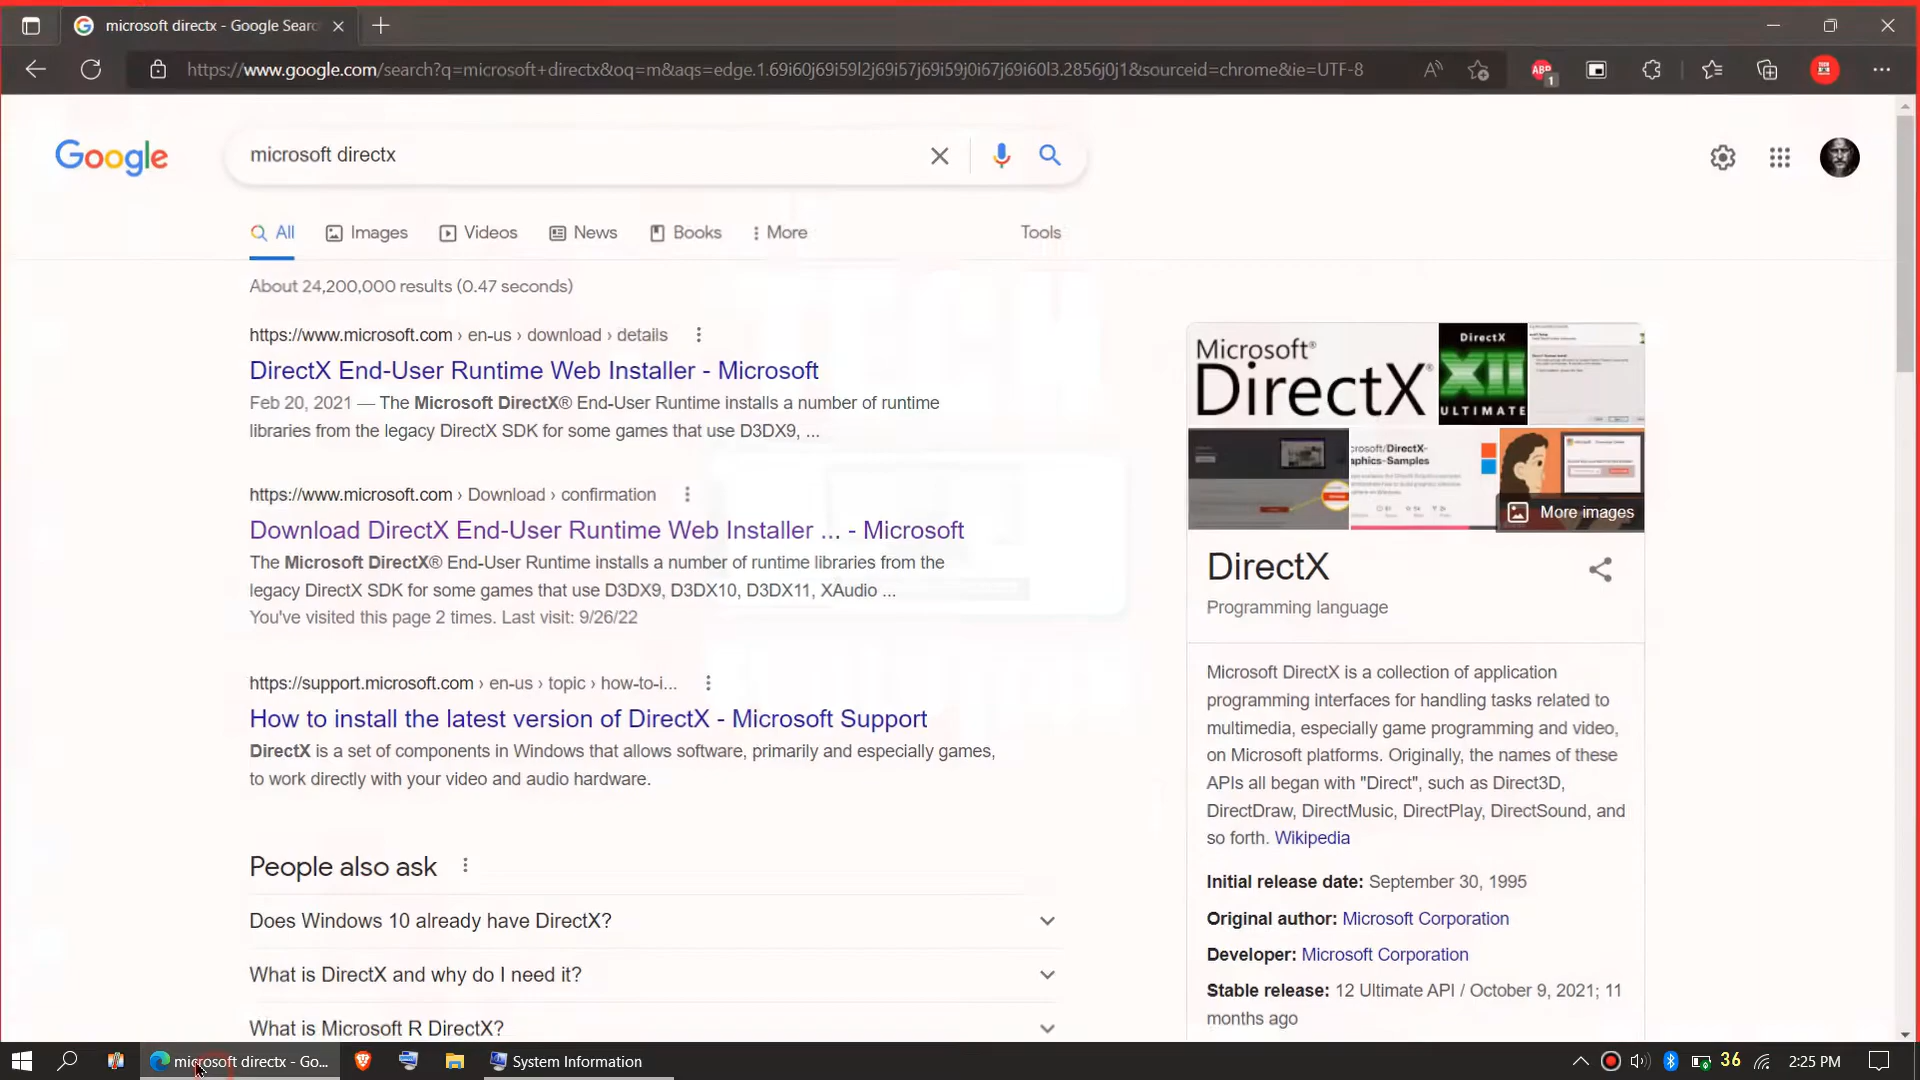 microsoft directx - Google Searc
https://www.google.com/search?q=microsoft+directx&oq=m&aqs=edge.1.69i60j69i59l2j69i57j69i59j0i67j69i60l3.2856j0j1&sourceid=chrome&ie=UTF-8
ABP
1
Google
microsoft directx
All
Images
Videos
News
Books
More
Tools
About 24,200,000 results (0.47 seconds)
https://www.microsoft.com › en-us › download › details
DirectX End-User Runtime Web Installer - Microsoft
Feb 20, 2021 — The Microsoft DirectX® End-User Runtime installs a number of runtime
libraries from the legacy DirectX SDK for some games that use D3DX9, ...
https://www.microsoft.com › Download › confirmation
Download DirectX End-User Runtime Web Installer ... - Microsoft
The Microsoft DirectX® End-User Runtime installs a number of runtime libraries from the
legacy DirectX SDK for some games that use D3DX9, D3DX10, D3DX11, XAudio ...
You've visited this page 2 times. Last visit: 9/26/22
https://support.microsoft.com › en-us › topic › how-to-i...
How to install the latest version of DirectX - Microsoft Support
DirectX is a set of components in Windows that allows software, primarily and especially games,
to work directly with your video and audio hardware.
People also ask
Does Windows 10 already have DirectX?
What is DirectX and why do I need it?
What is Microsoft R DirectX?
Microsoft®
DirectX®
DirectX
XII
ULTIMATE
crosoft/DirectX-
aphics-Samples
More images
DirectX
Programming language
Microsoft DirectX is a collection of application
programming interfaces for handling tasks related to
multimedia, especially game programming and video,
on Microsoft platforms. Originally, the names of these
APIs all began with "Direct", such as Direct3D,
DirectDraw, DirectMusic, DirectPlay, DirectSound, and
so forth. Wikipedia
Initial release date: September 30, 1995
Original author: Microsoft Corporation
Developer: Microsoft Corporation
Stable release: 12 Ultimate API / October 9, 2021; 11
months ago
microsoft directx - Go...
System Information
36
2:25 PM